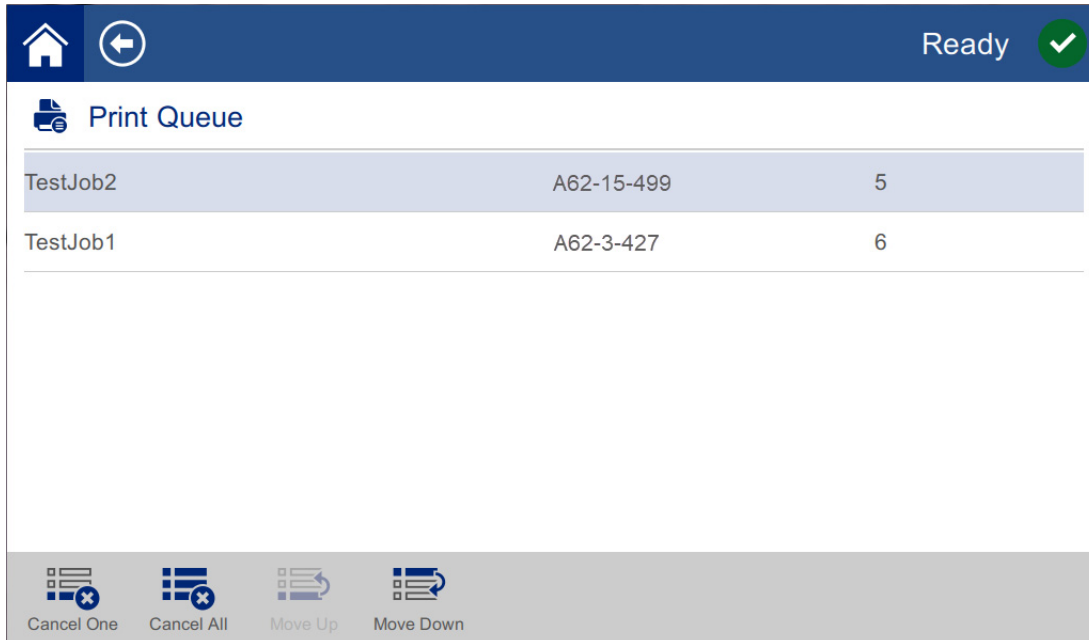 Ready
Print Queue
TestJob2 A62-15-499 5
TestJob1 A62-3-427 6
Cancel One Cancel All Move Up Move Down